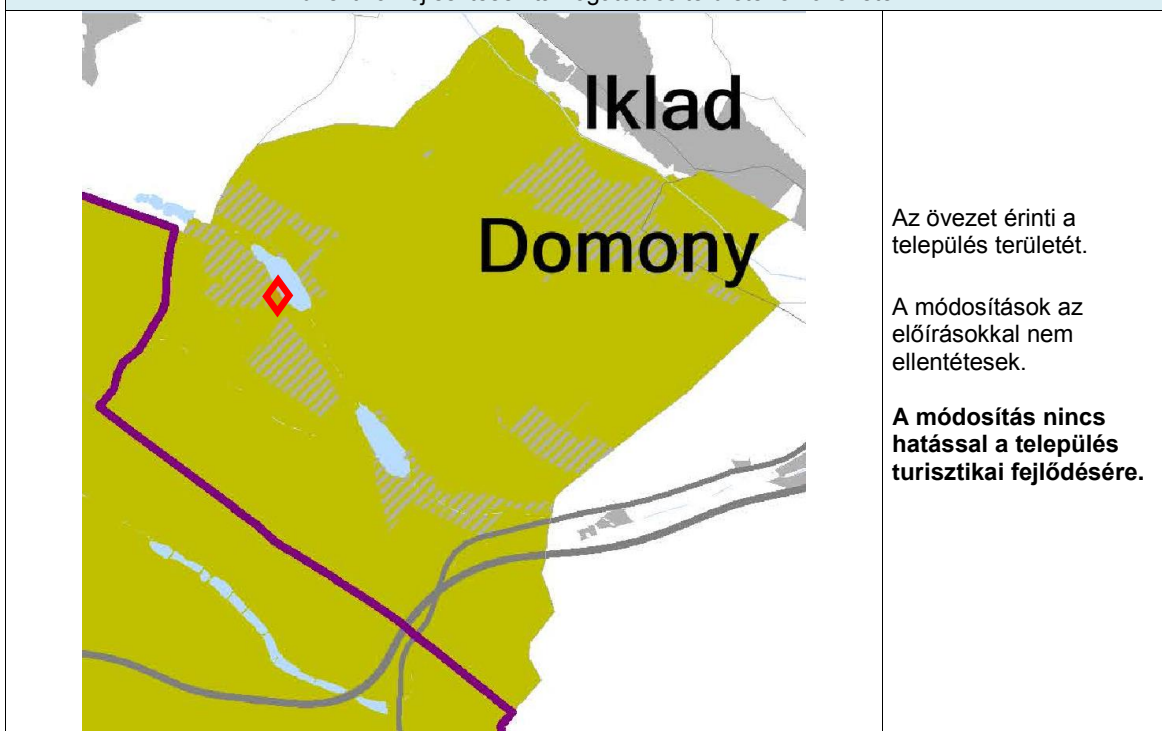 Iklad
Domony
Az övezet érinti a
település területét.
A módosítások az
előírásokkal nem
ellentétesek.
A módosítás nincs
hatással a település
turisztikai fejlődésére.